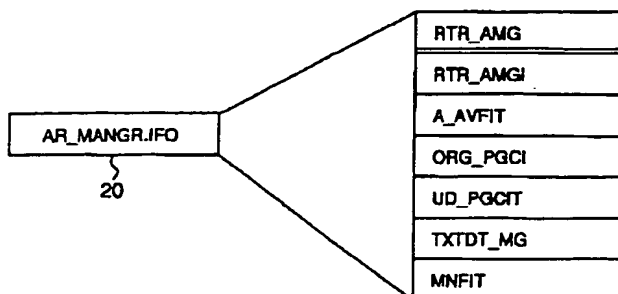 RTR_AMG
RTR_AMGI
A_AVFIT
AR_MANGR.IFO
ORG_PGCI
20
UD_PGCIT
TXTDT_MG
MNFIT